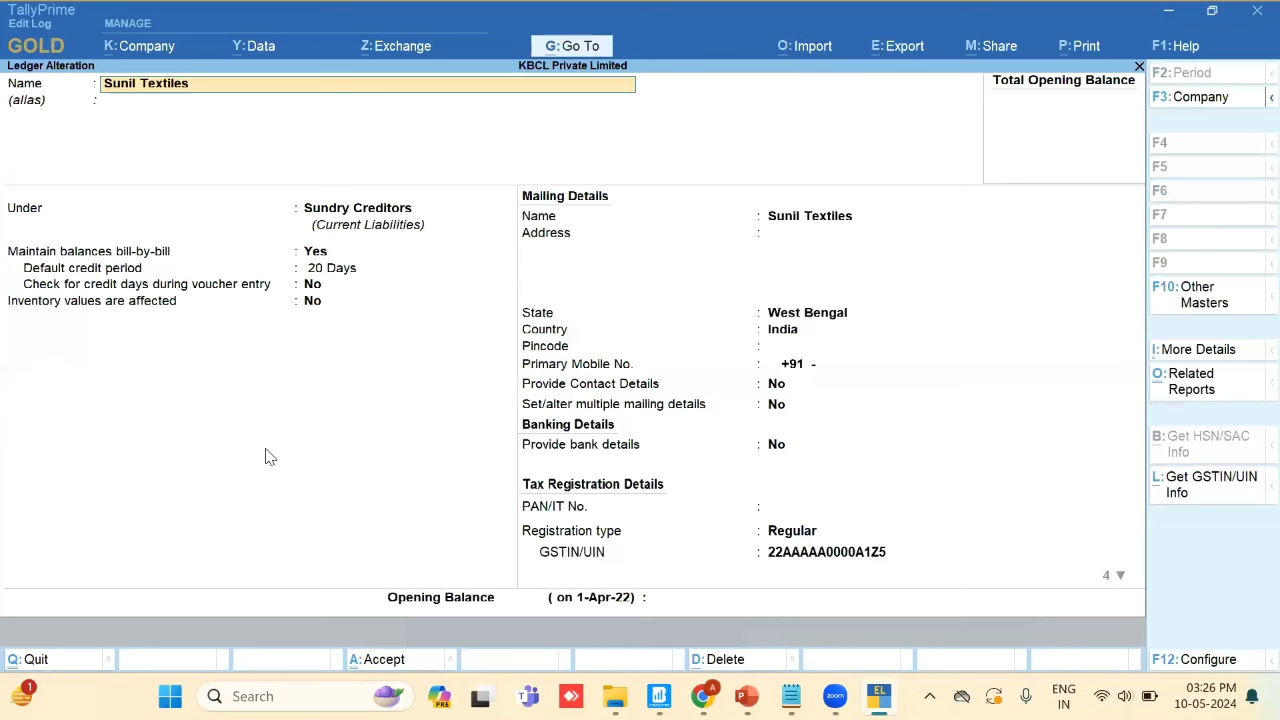 TallyPrime
Edit Log
MANAGE
GOLD
K:Company
Y:Data
Z:Exchange
G:Go To
O:Import
E:Export
M:Share
P:Print
F1:Help
Ledger Alteration
KBCL Private Limited
Name : Sunil Textiles
(alias) :
Total Opening Balance
F2: Period
F3: Company
F4
F5
F6
F7
F8
F9
F10: Other Masters
I: More Details
O: Related Reports
B: Get HSN/SAC Info
L: Get GSTIN/UIN Info
Under : Sundry Creditors
(Current Liabilities)
Maintain balances bill-by-bill : Yes
Default credit period : 20 Days
Check for credit days during voucher entry : No
Inventory values are affected : No
Mailing Details
Name : Sunil Textiles
Address :
State : West Bengal
Country : India
Pincode :
Primary Mobile No. : +91 -
Provide Contact Details : No
Set/alter multiple mailing details : No
Banking Details
Provide bank details : No
Tax Registration Details
PAN/IT No. :
Registration type : Regular
GSTIN/UIN : 22AAAAA0000A1Z5
4 ▼
Opening Balance ( on 1-Apr-22) :
Q: Quit
A: Accept
D: Delete
F12: Configure
1
Search
PRE
A
zoom
EL
ENG
IN
03:26 PM
10-05-2024